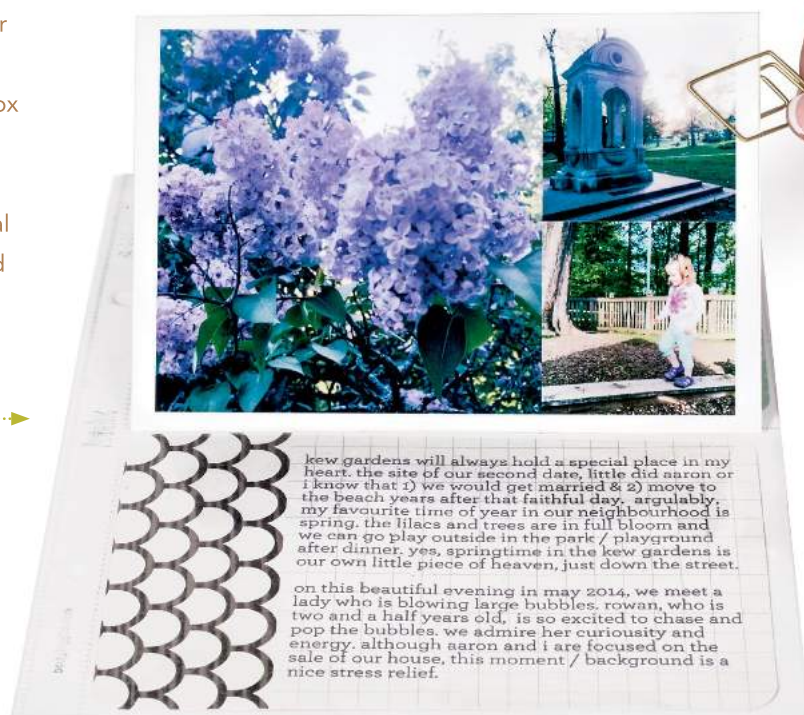 r
ox
al
d
kew gardens will always hold a special place in my
heart. the site of our second date, little did aaron or
i know that 1) we would get married & 2) move to
the beach years after that faithful day. argulably,
my favourite time of year in our neighbourhood is
spring. the lilacs and trees are in full bloom and
we can go play outside in the park / playground
after dinner. yes, springtime in the kew gardens is
our own little piece of heaven, just down the street.
on this beautiful evening in may 2014, we meet a
lady who is blowing large bubbles. rowan, who is
two and a half years old, is so excited to chase and
pop the bubbles. we admire her curiousity and
energy. although aaron and i are focused on the
sale of our house, this moment / background is a
nice stress relief.